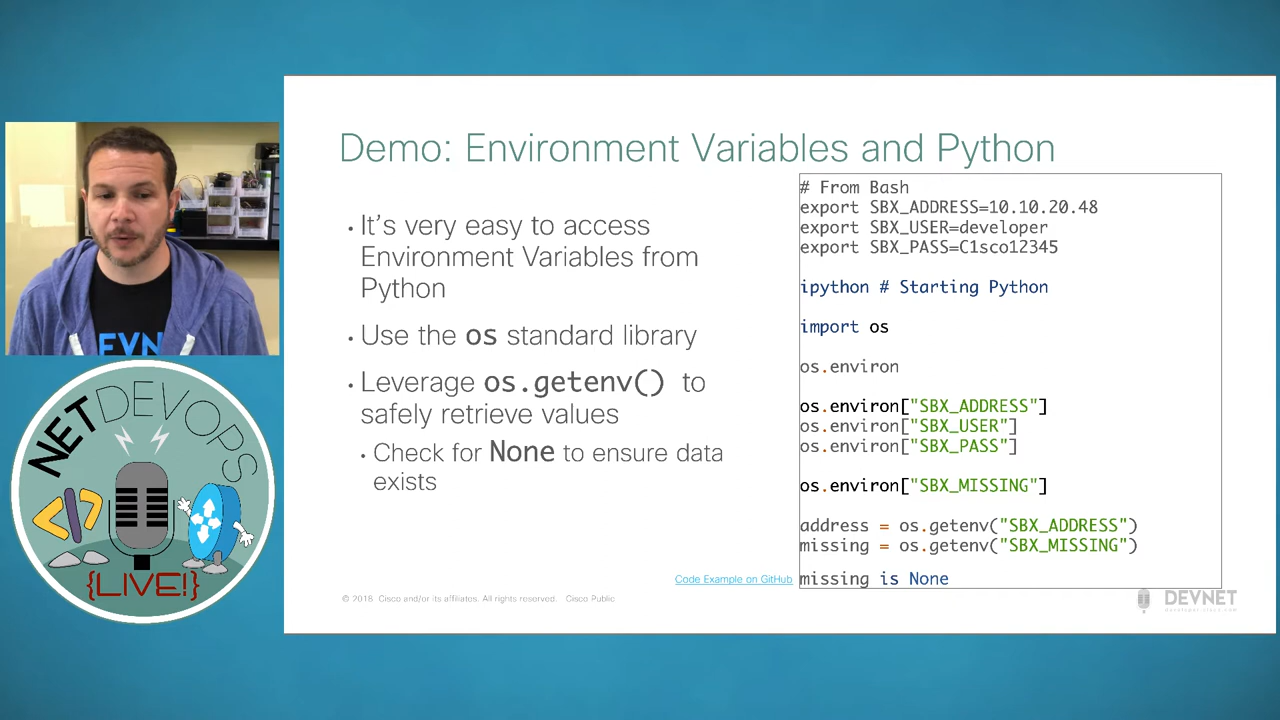 Demo: Environment Variables and Python
• It's very easy to access
Environment Variables from
Python
• Use the os standard library
• Leverage os.getenv() to
safely retrieve values
• Check for None to ensure data
exists
# From Bash
export SBX_ADDRESS=10.10.20.48
export SBX_USER=developer
export SBX_PASS=C1sco12345
ipython # Starting Python
import os
os.environ
os.environ["SBX_ADDRESS"]
os.environ["SBX_USER"]
os.environ["SBX_PASS"]
os.environ["SBX_MISSING"]
address = os.getenv("SBX_ADDRESS")
missing = os.getenv("SBX_MISSING")
missing is None
Code Example on GitHub
© 2018 Cisco and/or its affiliates. All rights reserved. Cisco Public
DEVNET
developer.cisco.com
EVN
NETDEVOPS
</>
{LIVE!}